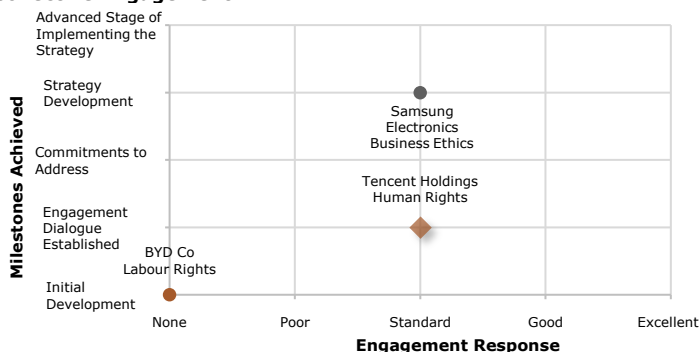 Advanced Stage of
Implementing the
Strategy
Strategy
Development
Samsung
Electronics
Business Ethics
Commitments to
Address
Tencent Holdings
Human Rights
Engagement
Dialogue
Established
BYD Co
Labour Rights
Initial
Development
Milestones Achieved
None
Poor
Standard
Good
Excellent
Engagement Response